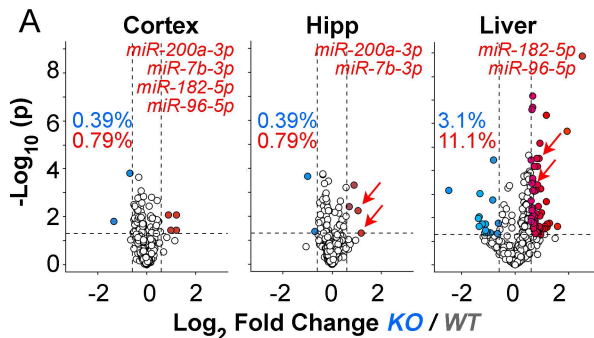 A
Cortex Hipp Liver
miR-200a-3p miR-200a-3p miR-182-5p
miR-7b-3p miR-7b-3p miR-96-5p
miR-182-5p
miR-96-5p
0.39% 0.39% 3.1%
0.79% 0.79% 11.1%
8
6
4
2
0
-Log10 (p)
-2 0 2 -2 0 2 -2 0 2
Log2 Fold Change KO / WT